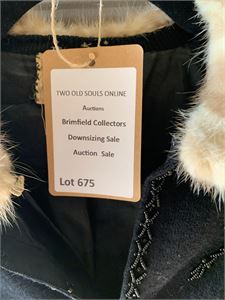 TWO OLD SOULS ONLINE
Auctions
Brimfield Collectors
Downsizing Sale
Auction Sale
Lot 675